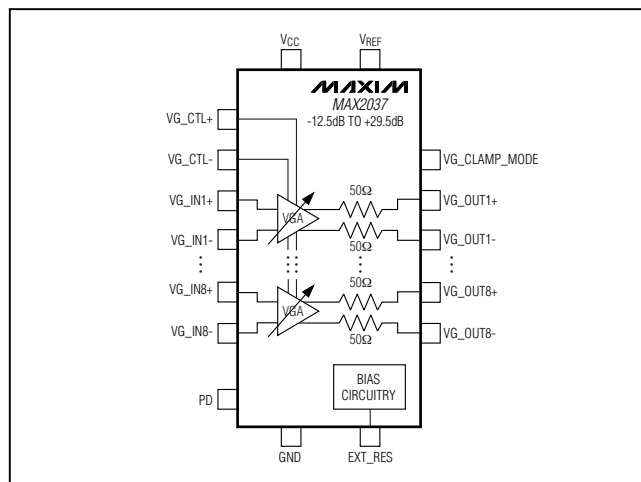 VCC
VREF
MAXIM
MAX2037
-12.5dB TO +29.5dB
VG_CTL+
VG_CTL-
VG_CLAMP_MODE
VG_IN1+
VGA
50Ω
VG_OUT1+
VG_IN1-
50Ω
VG_OUT1-
VG_IN8+
VGA
50Ω
VG_OUT8+
VG_IN8-
50Ω
VG_OUT8-
PD
BIAS
CIRCUITRY
GND
EXT_RES